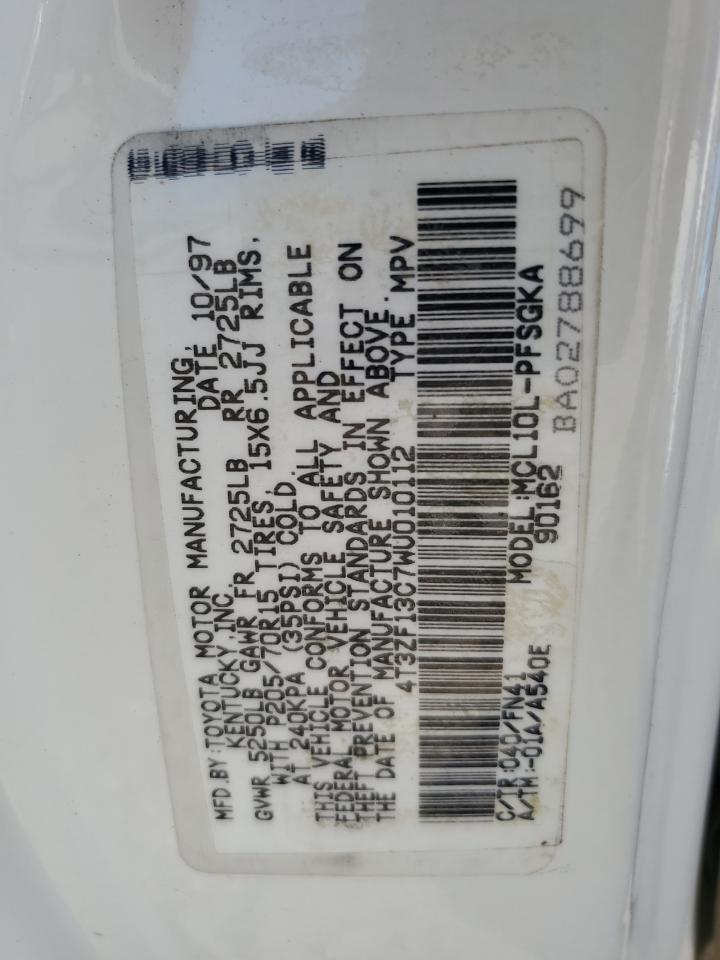 MFD.BY:TOYOTA MOTOR MANUFACTURING,
KENTUCKY,INC. DATE 10/97
GVWR 5250LB GAWR FR 2725LB RR 2725LB
WITH P205/70R15 TIRES, 15X6.5JJ RIMS,
AT 240KPA (35PSI) COLD.
THIS VEHICLE CONFORMS TO ALL APPLICABLE
FEDERAL MOTOR VEHICLE SAFETY AND
THEFT PREVENTION STANDARDS IN EFFECT ON
THE DATE OF MANUFACTURE SHOWN ABOVE.
4T3ZF13C7WU010112 TYPE MPV
C/TR:040/FN41 MODEL:MCL10L-PFSGKA
A/TM:-01A/A540E 90162
BA02788699